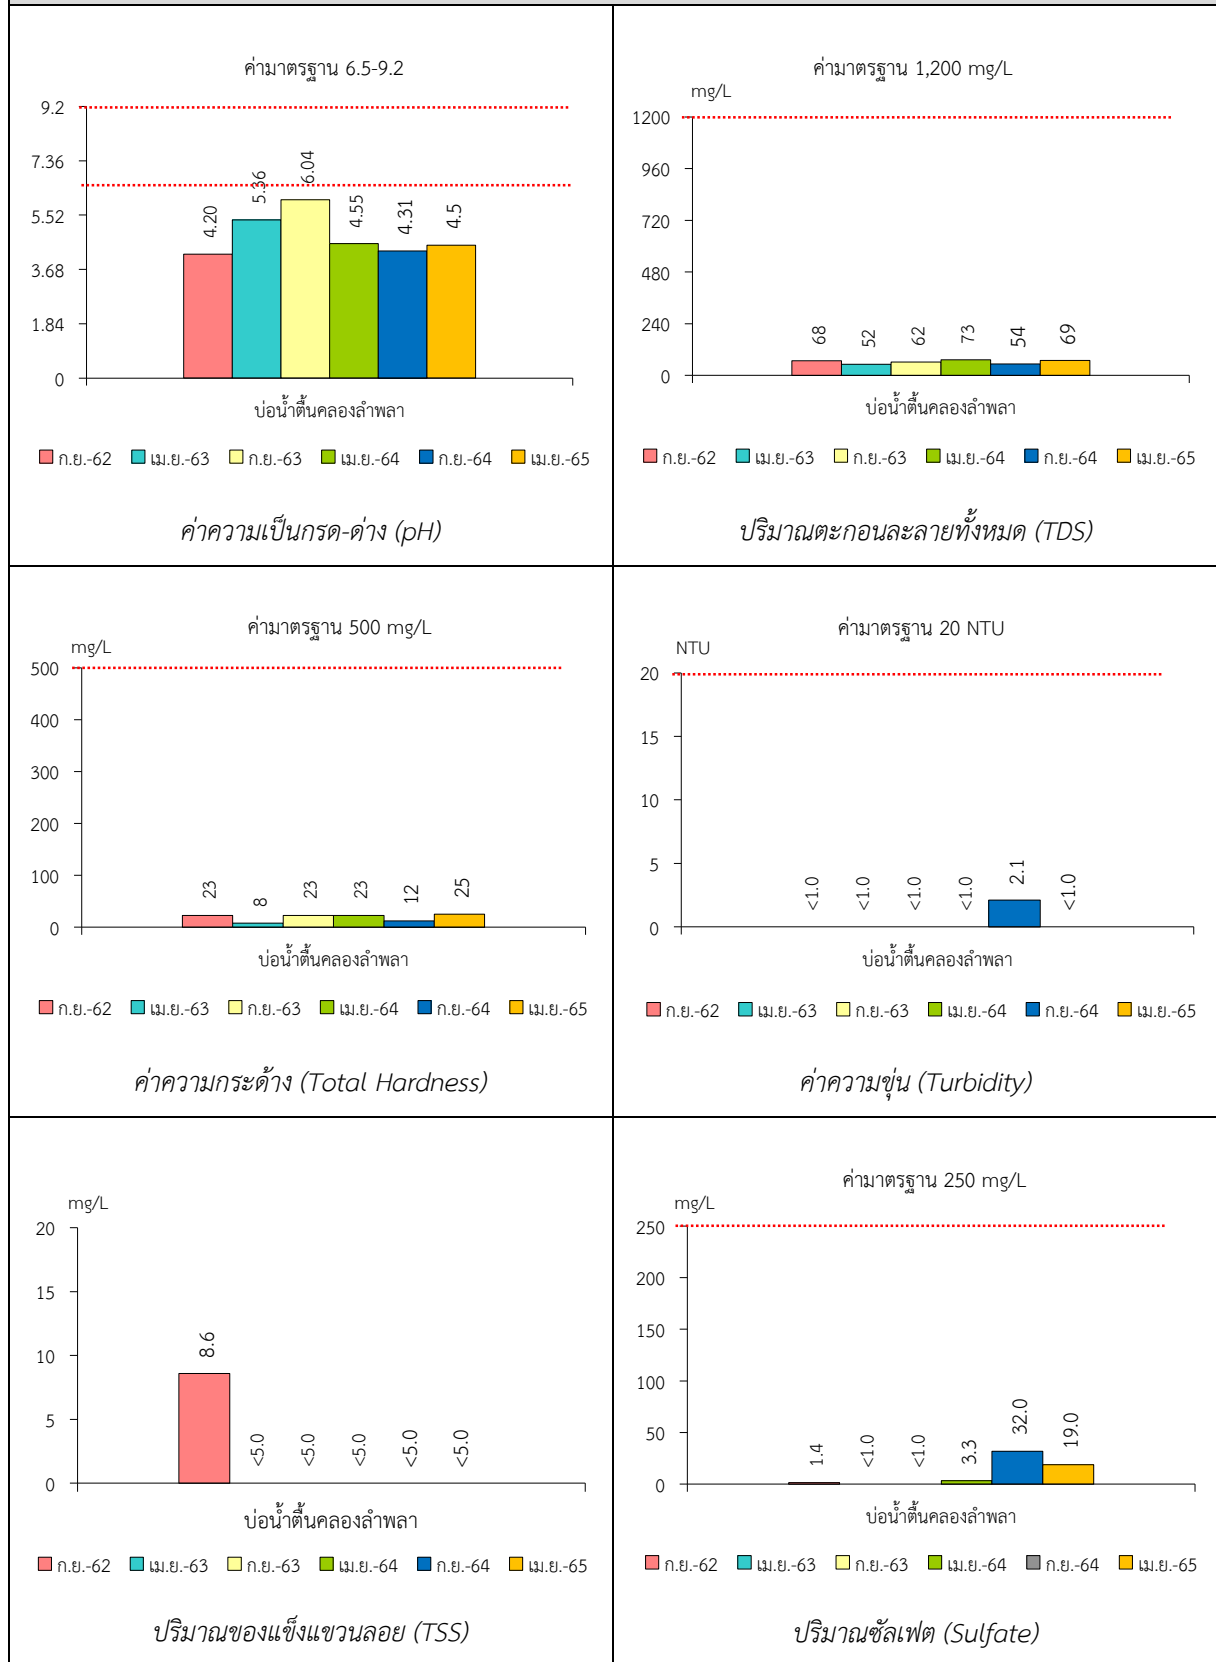 ค่ามาตรฐาน 6.5-9.2
9.2
7.36
5.52
3.68
1.84
0
4.20
5.36
6.04
4.55
4.31
4.5
บ่อน้ำตื้นคลองลำพลา
ก.ย.-62 เม.ย.-63 ก.ย.-63 เม.ย.-64 ก.ย.-64 เม.ย.-65
ค่าความเป็นกรด-ด่าง (pH)
ค่ามาตรฐาน 1,200 mg/L
mg/L
1200
960
720
480
240
0
68
52
62
73
54
69
บ่อน้ำตื้นคลองลำพลา
ก.ย.-62 เม.ย.-63 ก.ย.-63 เม.ย.-64 ก.ย.-64 เม.ย.-65
ปริมาณตะกอนละลายทั้งหมด (TDS)
ค่ามาตรฐาน 500 mg/L
mg/L
500
400
300
200
100
0
23
8
23
23
12
25
บ่อน้ำตื้นคลองลำพลา
ก.ย.-62 เม.ย.-63 ก.ย.-63 เม.ย.-64 ก.ย.-64 เม.ย.-65
ค่าความกระด้าง (Total Hardness)
ค่ามาตรฐาน 20 NTU
NTU
20
15
10
5
0
<1.0
<1.0
<1.0
<1.0
2.1
<1.0
บ่อน้ำตื้นคลองลำพลา
ก.ย.-62 เม.ย.-63 ก.ย.-63 เม.ย.-64 ก.ย.-64 เม.ย.-65
ค่าความขุ่น (Turbidity)
mg/L
20
15
10
5
0
8.6
<5.0
<5.0
<5.0
<5.0
<5.0
บ่อน้ำตื้นคลองลำพลา
ก.ย.-62 เม.ย.-63 ก.ย.-63 เม.ย.-64 ก.ย.-64 เม.ย.-65
ปริมาณของแข็งแขวนลอย (TSS)
ค่ามาตรฐาน 250 mg/L
mg/L
250
200
150
100
50
0
1.4
<1.0
<1.0
3.3
32.0
19.0
บ่อน้ำตื้นคลองลำพลา
ก.ย.-62 เม.ย.-63 ก.ย.-63 เม.ย.-64 ก.ย.-64 เม.ย.-65
ปริมาณซัลเฟต (Sulfate)